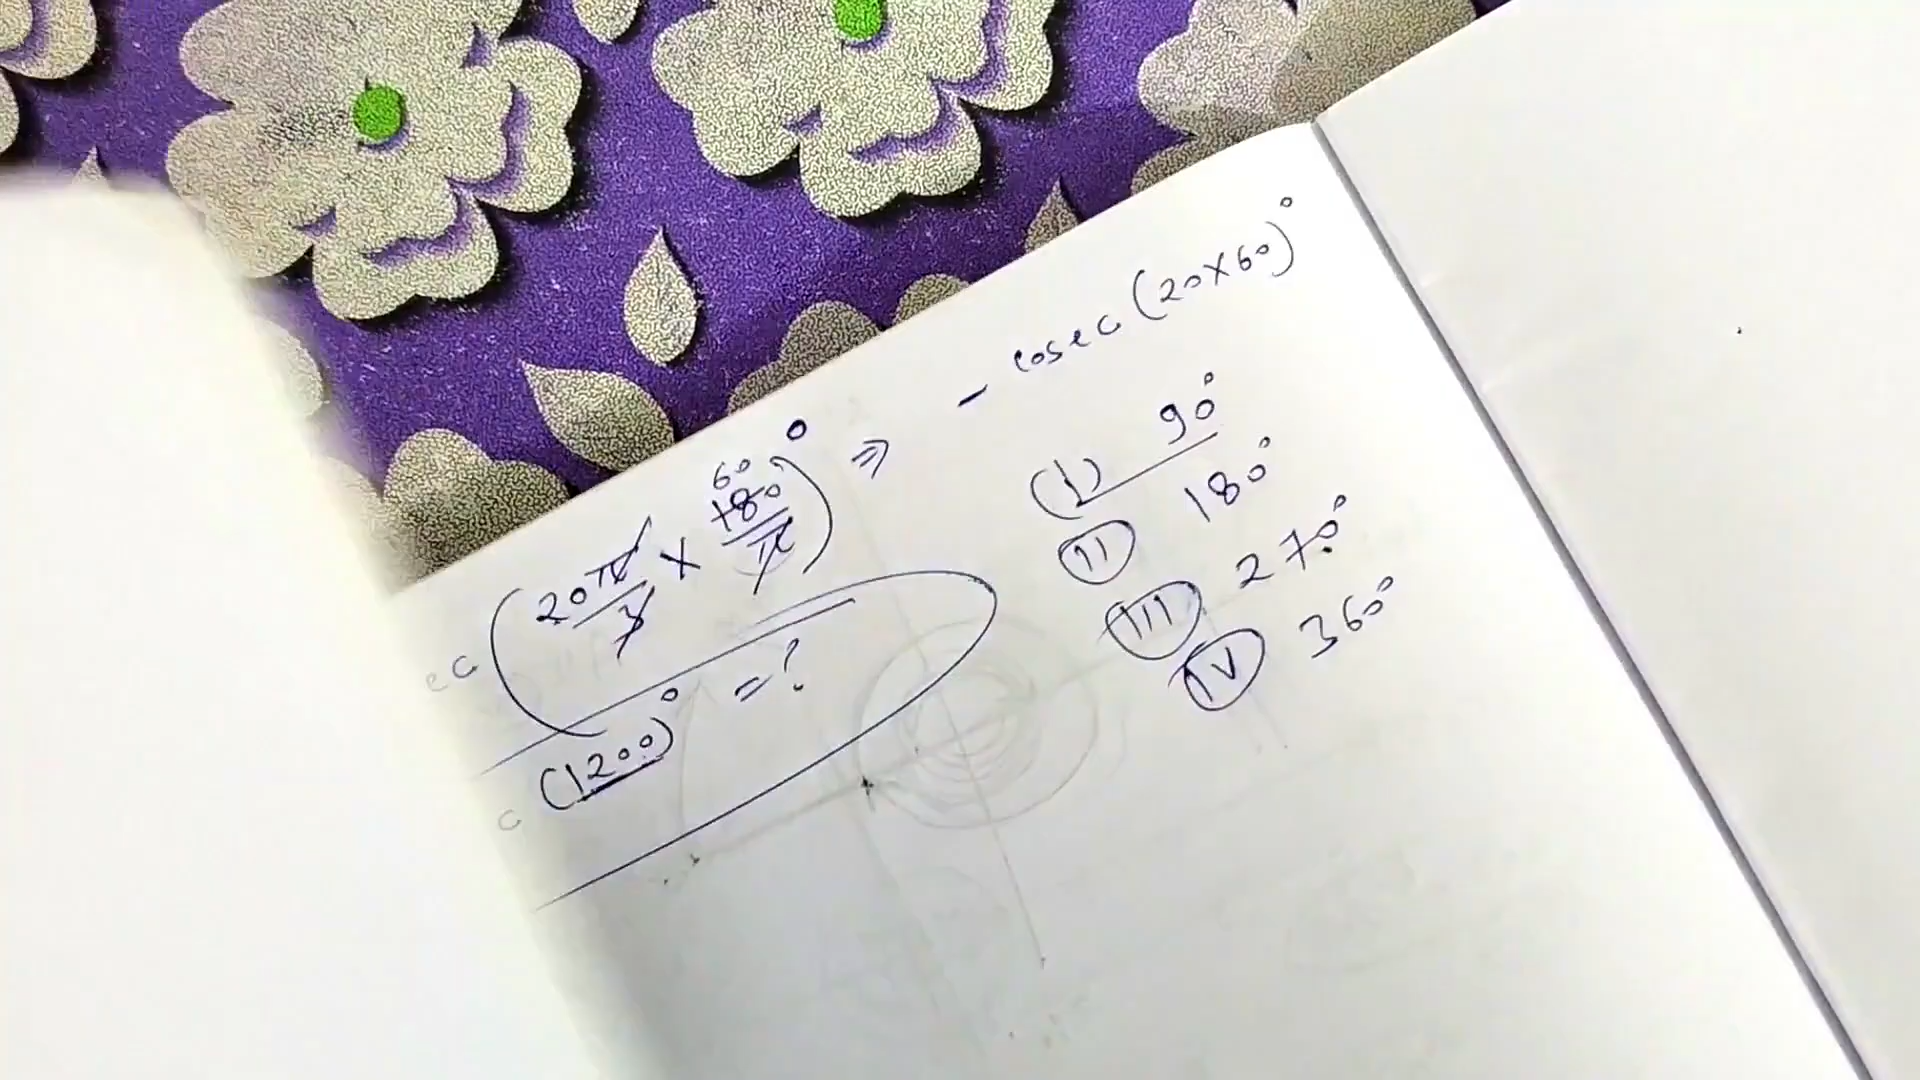 ec (20π/3 × 180/π)° 60 ⇒ - cosec (20×60)°
c (1200)° = ?
(I) 90°
(II) 180°
(III) 270°
(IV) 360°